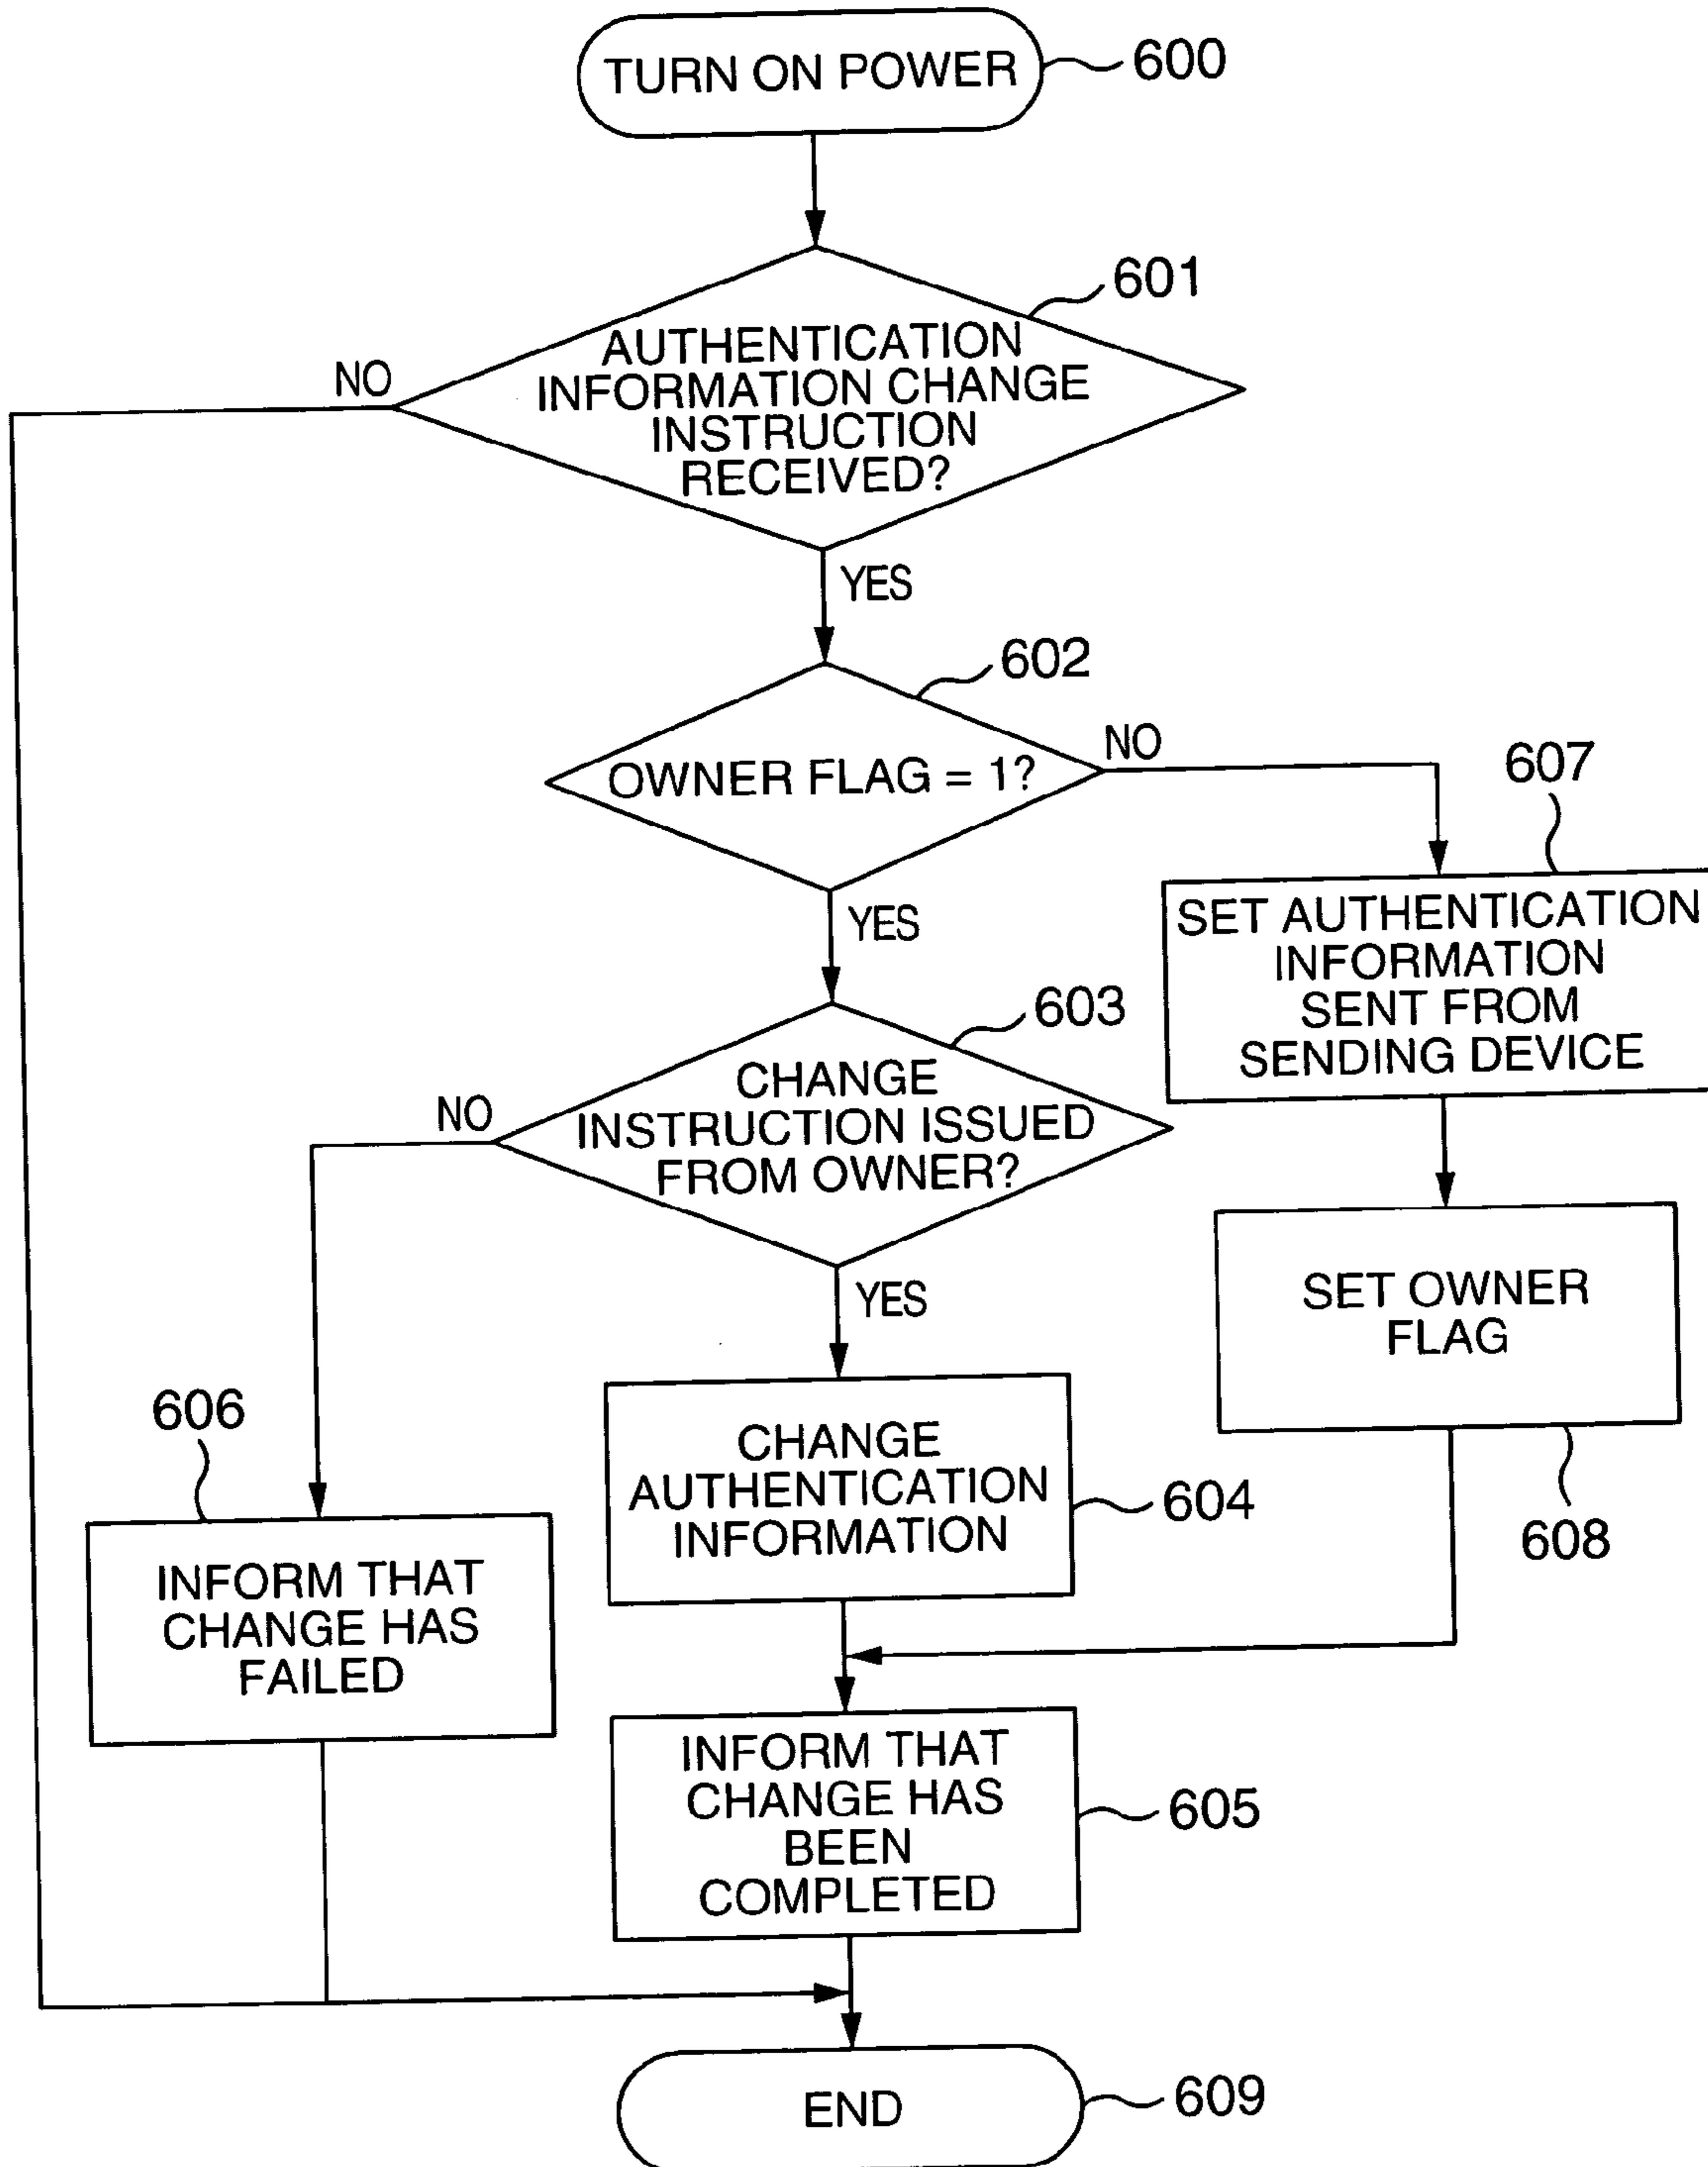 TURN ON POWER
600
601
AUTHENTICATION
INFORMATION CHANGE
INSTRUCTION
RECEIVED?
NO
YES
602
OWNER FLAG = 1?
NO
YES
607
SET AUTHENTICATION
INFORMATION
SENT FROM
SENDING DEVICE
603
CHANGE
INSTRUCTION ISSUED
FROM OWNER?
NO
YES
SET OWNER
FLAG
608
606
INFORM THAT
CHANGE HAS
FAILED
CHANGE
AUTHENTICATION
INFORMATION
604
INFORM THAT
CHANGE HAS
BEEN
COMPLETED
605
END
609